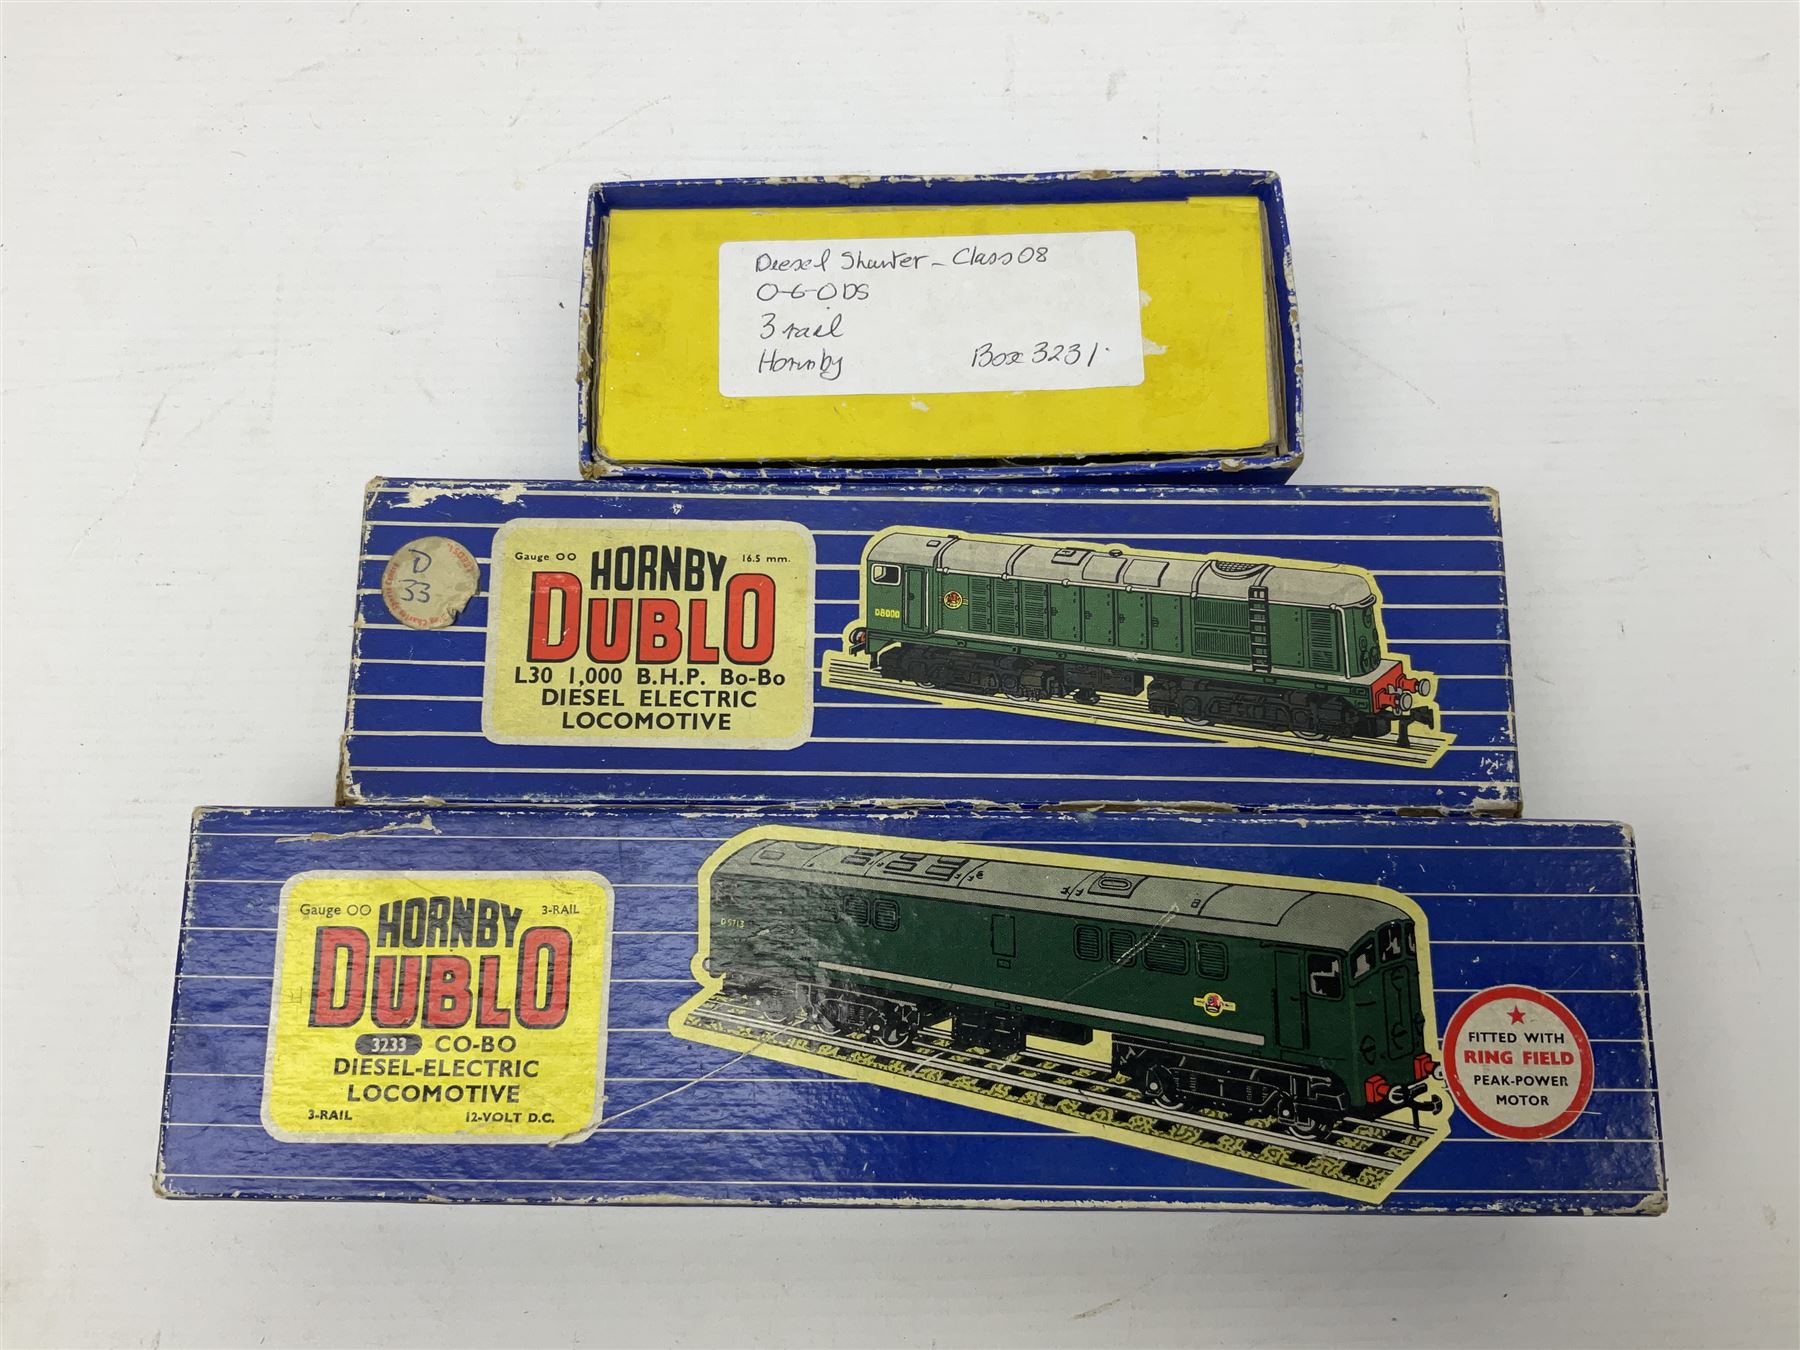 Diesel Shunter - Class 08
0-6-0 DS
3 rail
Hornby Box 3231.
D
33
Gauge OO HORNBY 16.5 mm.
DUBLO
L30 1,000 B.H.P. Bo-Bo
DIESEL ELECTRIC
LOCOMOTIVE
D8000
Gauge OO HORNBY 3-RAIL
DUBLO
3233 CO-BO
DIESEL-ELECTRIC
LOCOMOTIVE
3-RAIL 12-VOLT D.C.
D5713
FITTED WITH
RING FIELD
PEAK-POWER
MOTOR